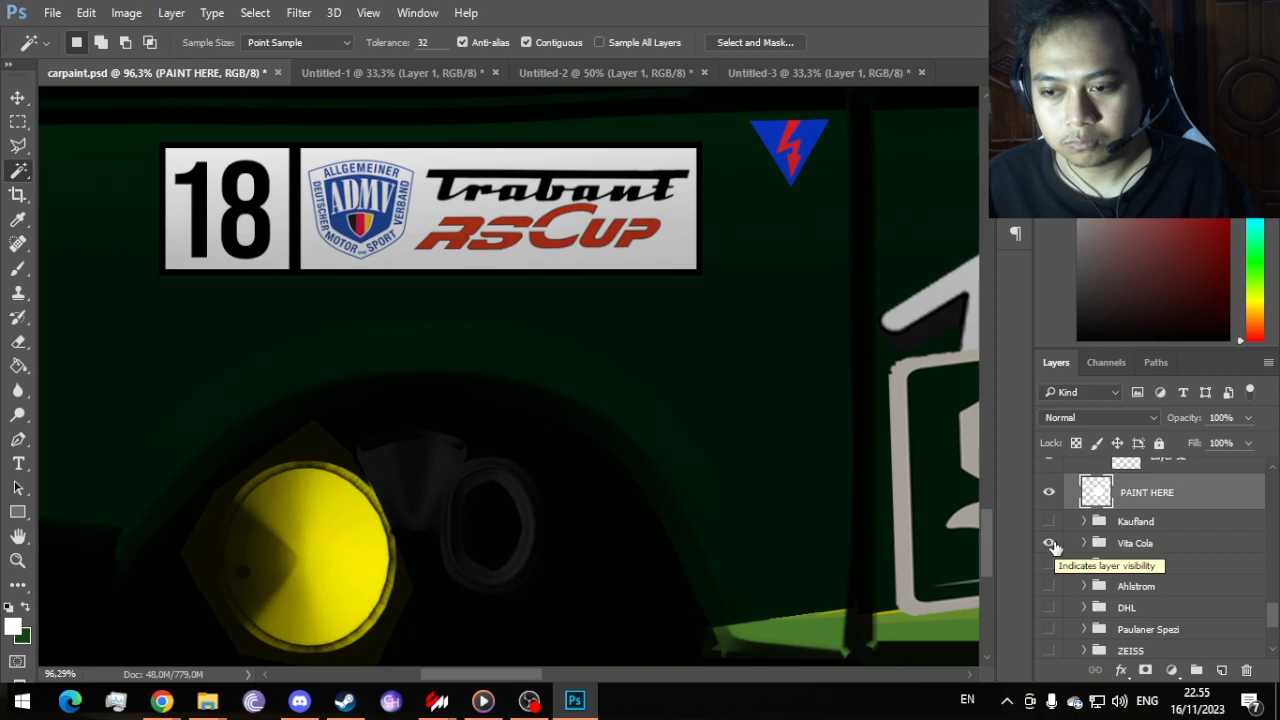 Ps File Edit Image Layer Type Select Filter 3D View Window Help
Sample Size: Point Sample Tolerance: 32 Anti-alias Contiguous Sample All Layers Select and Mask...
carpaint.psd @ 96,3% (PAINT HERE, RGB/8) * × Untitled-1 @ 33,3% (Layer 1, RGB/8) * × Untitled-2 @ 50% (Layer 1, RGB/8) * × Untitled-3 @ 33,3% (Layer 1, RGB/8) * ×
18
ALLGEMEINER
DEUTSCHER
ADMV
MOTOR UND SPORT
VERBAND
Trabant
RSCUP
Layers Channels Paths
Kind
Normal Opacity: 100%
Lock: Fill: 100%
PAINT HERE
Kaufland
Vita Cola
Indicates layer visibility
Ahlstrom
DHL
Paulaner Spezi
ZEISS
96,29% Doc: 48,0M/779,0M
EN ENG 22.55
16/11/2023
7